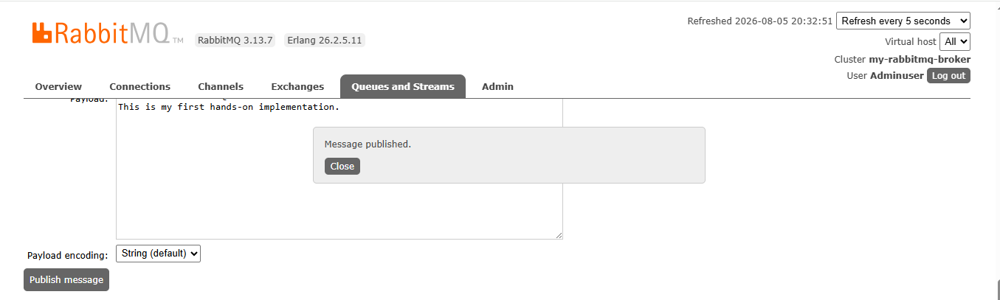 Refreshed 2026-08-05 20:32:51 Refresh every 5 seconds
RabbitMQ TM RabbitMQ 3.13.7 Erlang 26.2.5.11
Virtual host All
Cluster my-rabbitmq-broker
User Adminuser Log out
Overview Connections Channels Exchanges Queues and Streams Admin
Payload:
This is my first hands-on implementation.
Message published.
Close
Payload encoding: String (default)
Publish message